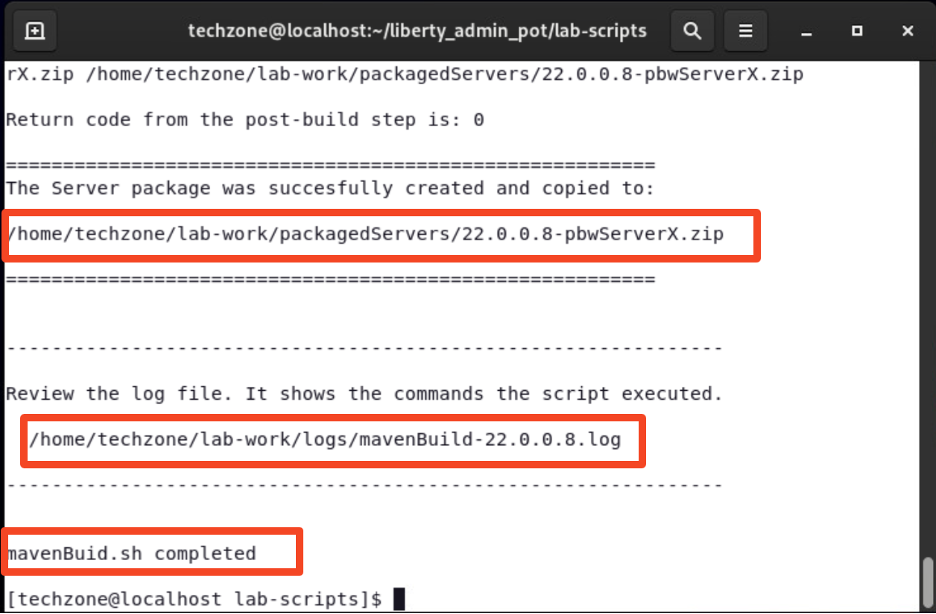 techzone@localhost:~/liberty_admin_pot/lab-scripts
rX.zip /home/techzone/lab-work/packagedServers/22.0.0.8-pbwServerX.zip
Return code from the post-build step is: 0
=========================================================
The Server package was succesfully created and copied to:
/home/techzone/lab-work/packagedServers/22.0.0.8-pbwServerX.zip
=========================================================
---------------------------------------------------------------
Review the log file. It shows the commands the script executed.
/home/techzone/lab-work/logs/mavenBuild-22.0.0.8.log
---------------------------------------------------------------
mavenBuid.sh completed
[techzone@localhost lab-scripts]$